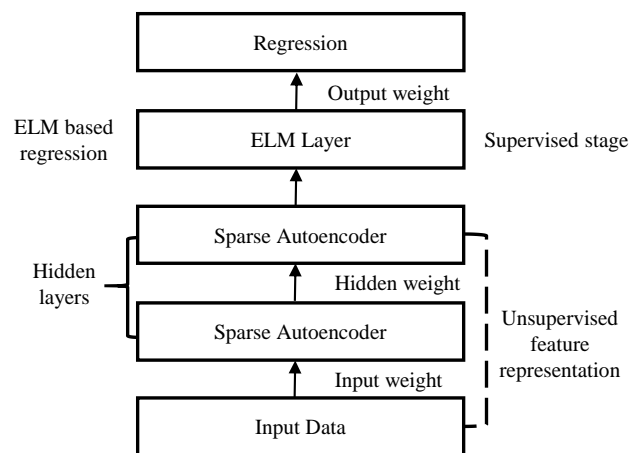 Regression
Output weight
ELM based
regression
ELM Layer
Supervised stage
Sparse Autoencoder
Hidden
layers
Hidden weight
Sparse Autoencoder
Unsupervised
feature
representation
Input weight
Input Data